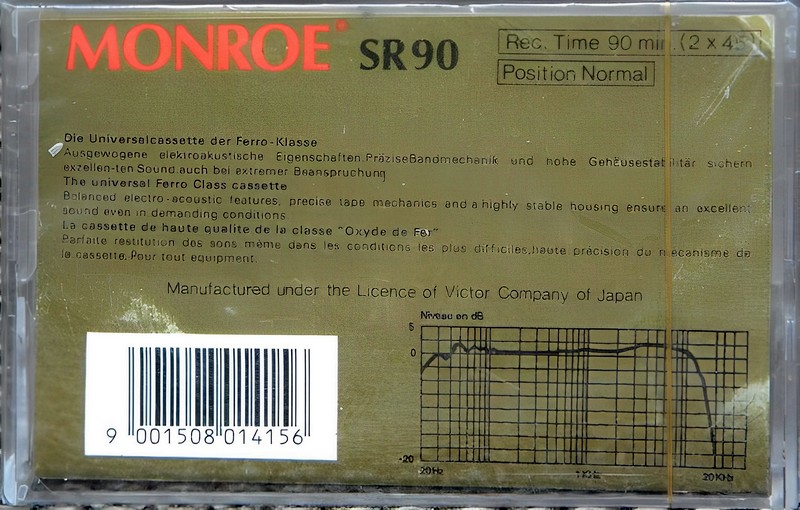 MONROE® SR90
Rec. Time 90 min. (2 x 45)
Position Normal
Die Universalcassette der Ferro-Klasse
Ausgewogene elektroakustische Eigenschaften.PräziseBandmechanik und hohe Gehäusestabilität sichern
exzellen-ten Sound auch bei extremer Beanspruchung
The universal Ferro Class cassette
Balanced electro-acoustic features, precise tape mechanics and a highly stable housing ensure an excellent
sound even in demanding conditions
La cassette de haute qualite de la classe "Oxyde de Fer"
Parfaite restitution des sons mème dans les conditions les plus difficiles,haute précision du mécanisme de
la cassette. Pour tout equipment.
Manufactured under the Licence of Victor Company of Japan
Niveau en dB
5
0
-20
20Hz 1KHz 20KHz
9 001508 014156